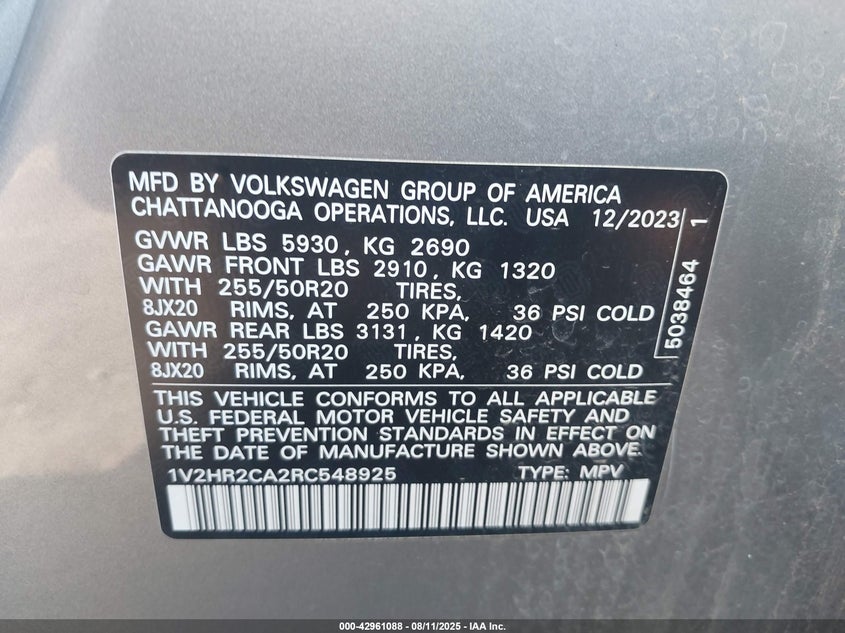 MFD BY VOLKSWAGEN GROUP OF AMERICA
CHATTANOOGA OPERATIONS, LLC. USA 12/2023
GVWR LBS 5930, KG 2690
GAWR FRONT LBS 2910, KG 1320
WITH 255/50R20 TIRES,
8JX20 RIMS, AT 250 KPA, 36 PSI COLD
GAWR REAR LBS 3131, KG 1420
WITH 255/50R20 TIRES,
8JX20 RIMS, AT 250 KPA, 36 PSI COLD
5038464 1
THIS VEHICLE CONFORMS TO ALL APPLICABLE
U.S. FEDERAL MOTOR VEHICLE SAFETY AND
THEFT PREVENTION STANDARDS IN EFFECT ON
THE DATE OF MANUFACTURE SHOWN ABOVE.
1V2HR2CA2RC548925 TYPE: MPV
000-42961088 - 08/11/2025 - IAA Inc.